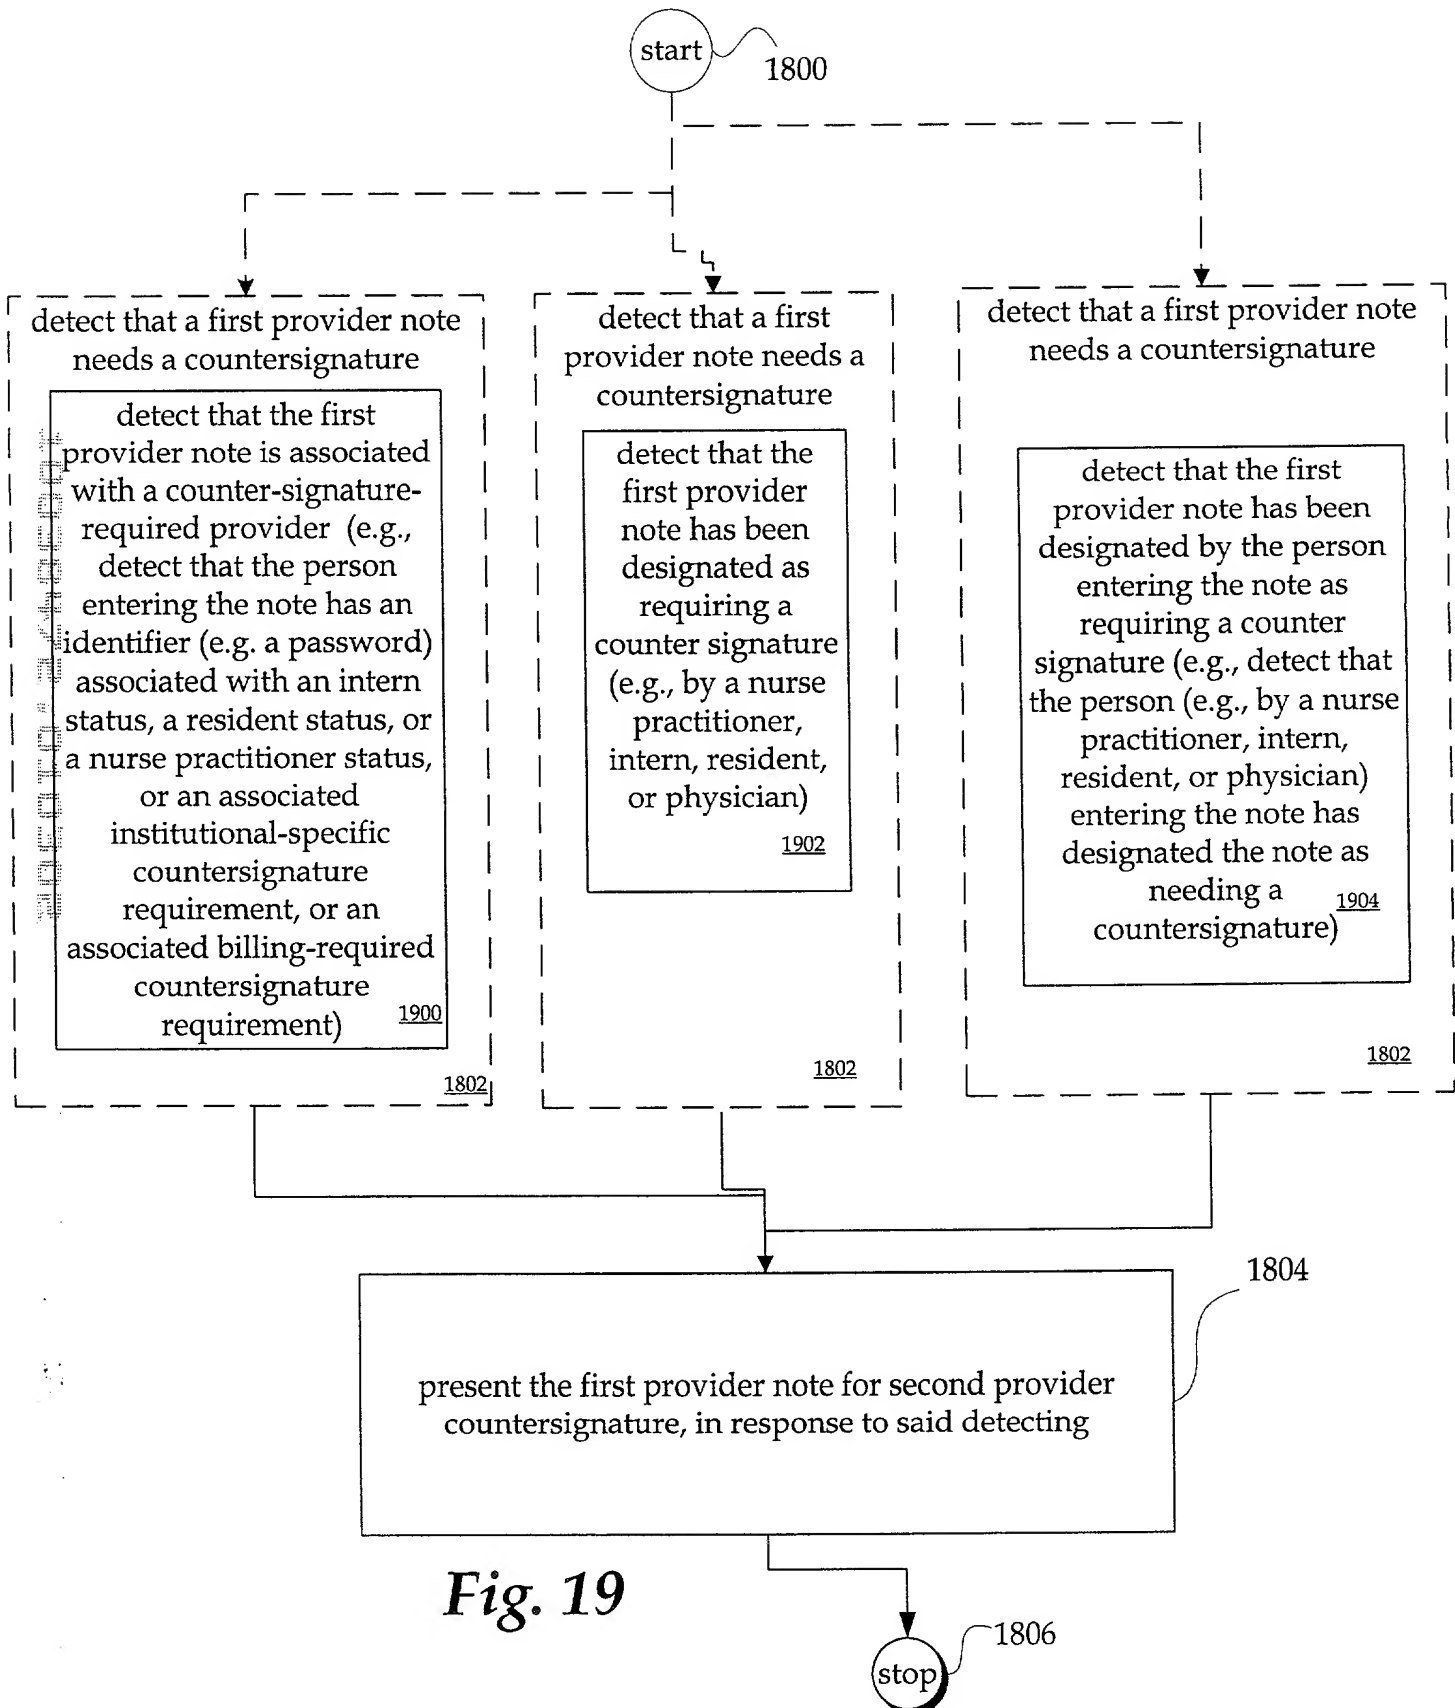 start
1800
detect that a first provider note
needs a countersignature
detect that the first
provider note is associated
with a counter-signature-
required provider (e.g.,
detect that the person
entering the note has an
identifier (e.g. a password)
associated with an intern
status, a resident status, or
a nurse practitioner status,
or an associated
institutional-specific
countersignature
requirement, or an
associated billing-required
countersignature
requirement)
1900
1802
detect that a first
provider note needs a
countersignature
detect that the
first provider
note has been
designated as
requiring a
counter signature
(e.g., by a nurse
practitioner,
intern, resident,
or physician)
1902
1802
detect that a first provider note
needs a countersignature
detect that the first
provider note has been
designated by the person
entering the note as
requiring a counter
signature (e.g., detect that
the person (e.g., by a nurse
practitioner, intern,
resident, or physician)
entering the note has
designated the note as
needing a
countersignature)
1904
1802
1804
present the first provider note for second provider
countersignature, in response to said detecting
Fig. 19
1806
stop